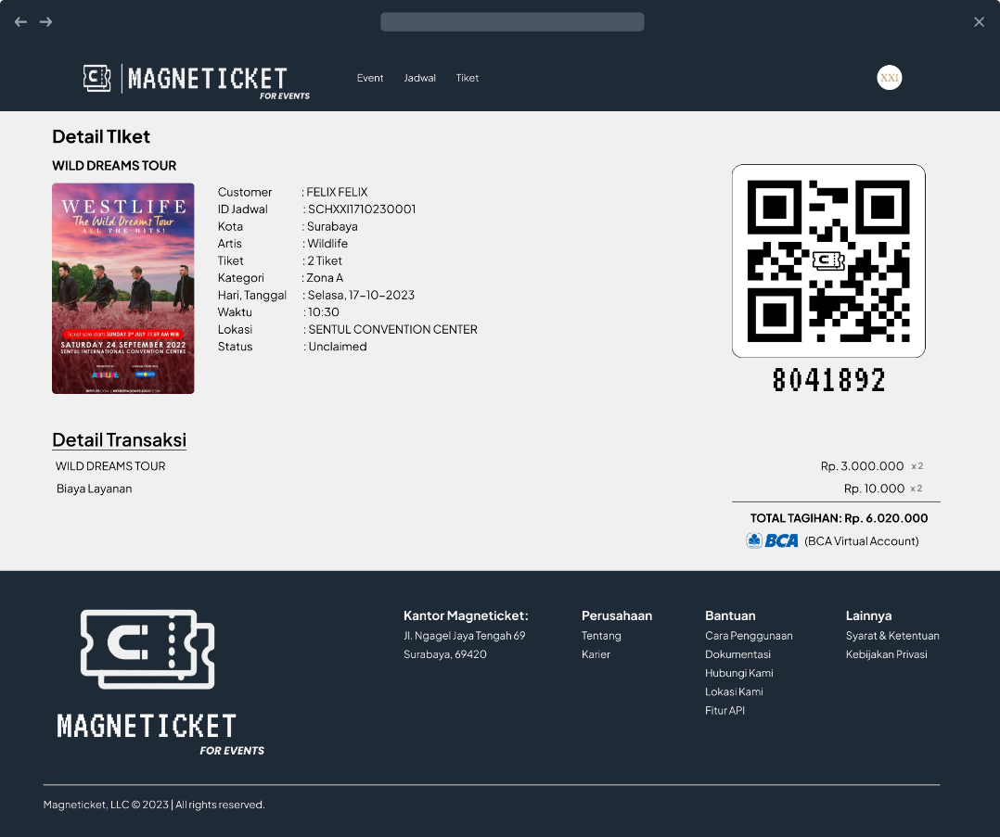 MAGNETICKET
FOR EVENTS
Event
Jadwal
Tiket
XXI
Detail TIket
WILD DREAMS TOUR
WESTLIFE
The Wild Dreams Tour
ALL THE HITS!
Ticket sale starts SUNDAY 3rd JULY 11:59 AM WIB
SATURDAY 24 SEPTEMBER 2022
SENTUL INTERNATIONAL CONVENTION CENTRE
Customer : FELIX FELIX
ID Jadwal : SCHXXI1710230001
Kota : Surabaya
Artis : Wildlife
Tiket : 2 Tiket
Kategori : Zona A
Hari, Tanggal : Selasa, 17-10-2023
Waktu : 10:30
Lokasi : SENTUL CONVENTION CENTER
Status : Unclaimed
8041892
Detail Transaksi
WILD DREAMS TOUR Rp. 3.000.000 x 2
Biaya Layanan Rp. 10.000 x 2
TOTAL TAGIHAN: Rp. 6.020.000
BCA (BCA Virtual Account)
MAGNETICKET
FOR EVENTS
Kantor Magneticket:
Jl. Ngagel Jaya Tengah 69
Surabaya, 69420
Perusahaan
Tentang
Karier
Bantuan
Cara Penggunaan
Dokumentasi
Hubungi Kami
Lokasi Kami
Fitur API
Lainnya
Syarat & Ketentuan
Kebijakan Privasi
Magneticket, LLC © 2023 | All rights reserved.